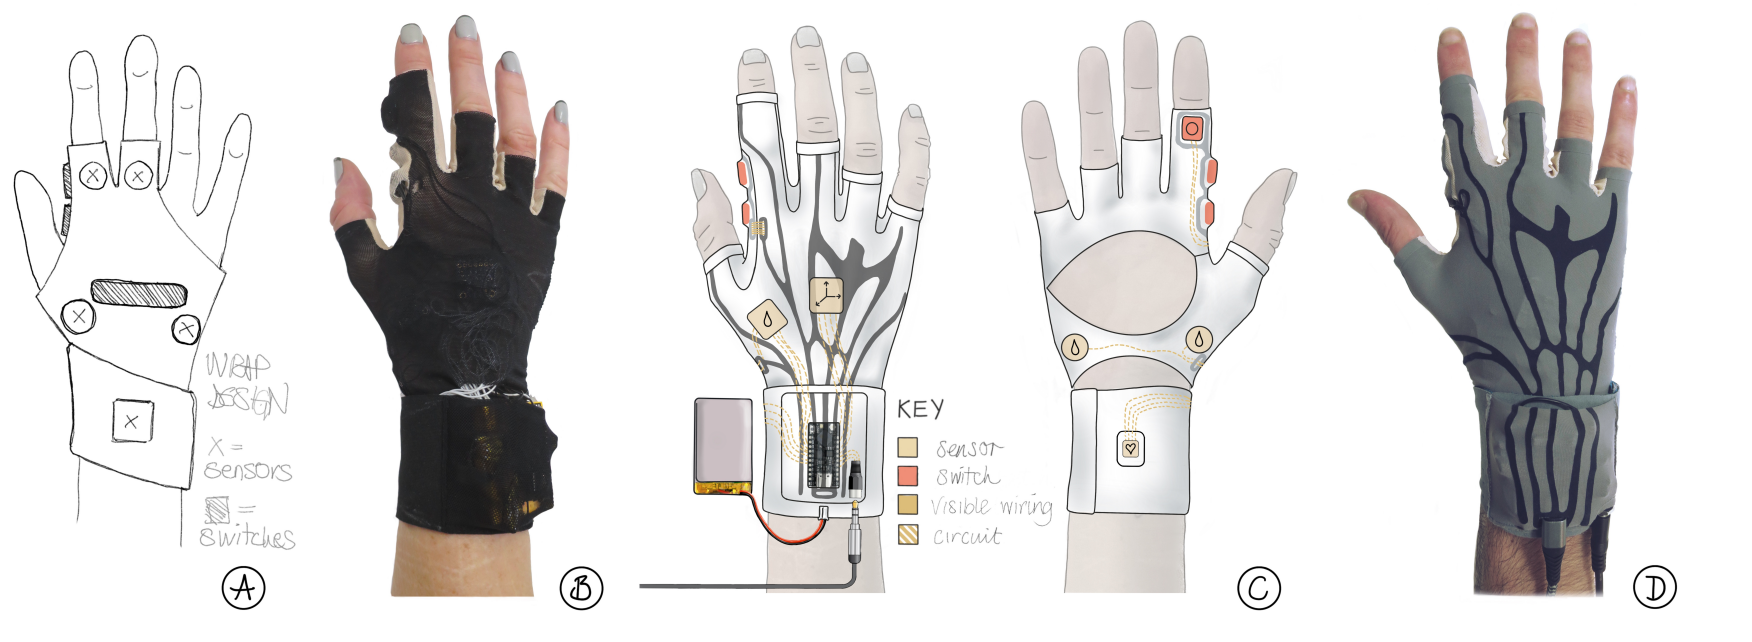 WRAP
DESIGN
X =
sensors
=
switches
A
B
KEY
sensor
switch
visible wiring
circuit
C
D